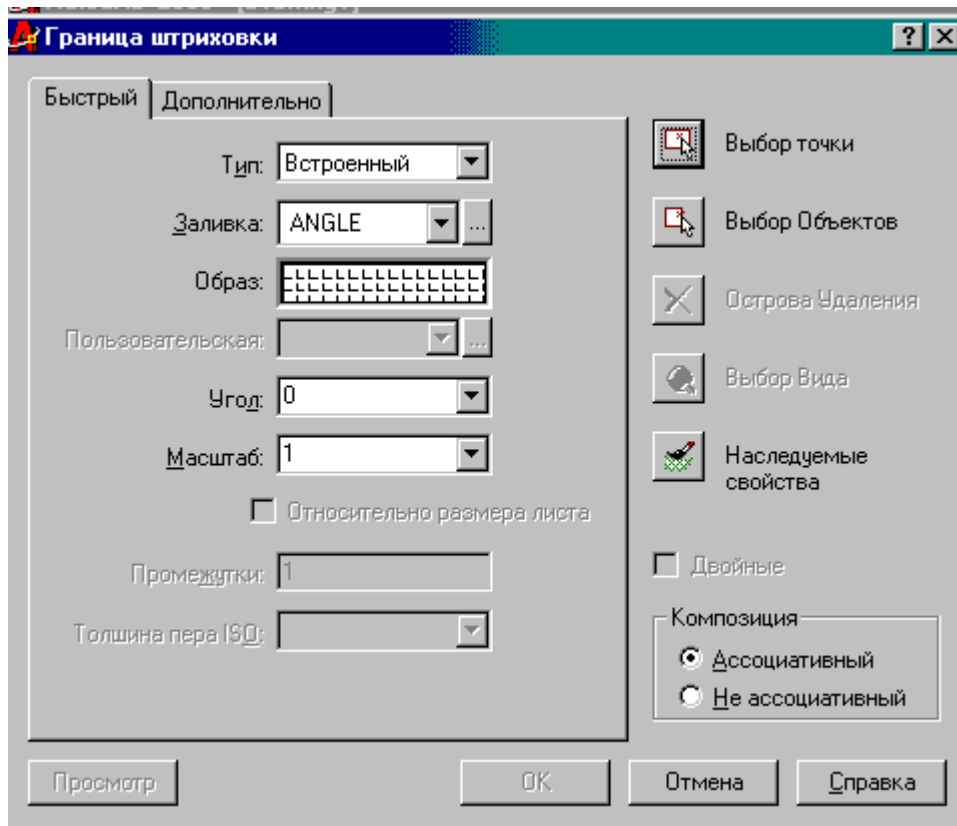 Граница штриховки
Быстрый Дополнительно
Тип: Встроенный
Выбор точки
Заливка: ANGLE ...
Выбор Объектов
Образ:
Острова Удаления
Пользовательская: ...
Выбор Вида
Угол: 0
Масштаб: 1
Наследуемые
свойства
Относительно размера листа
Промежутки: 1
Двойные
Толшина пера ISO:
Композиция
Ассоциативный
Не ассоциативный
Просмотр OK Отмена Справка